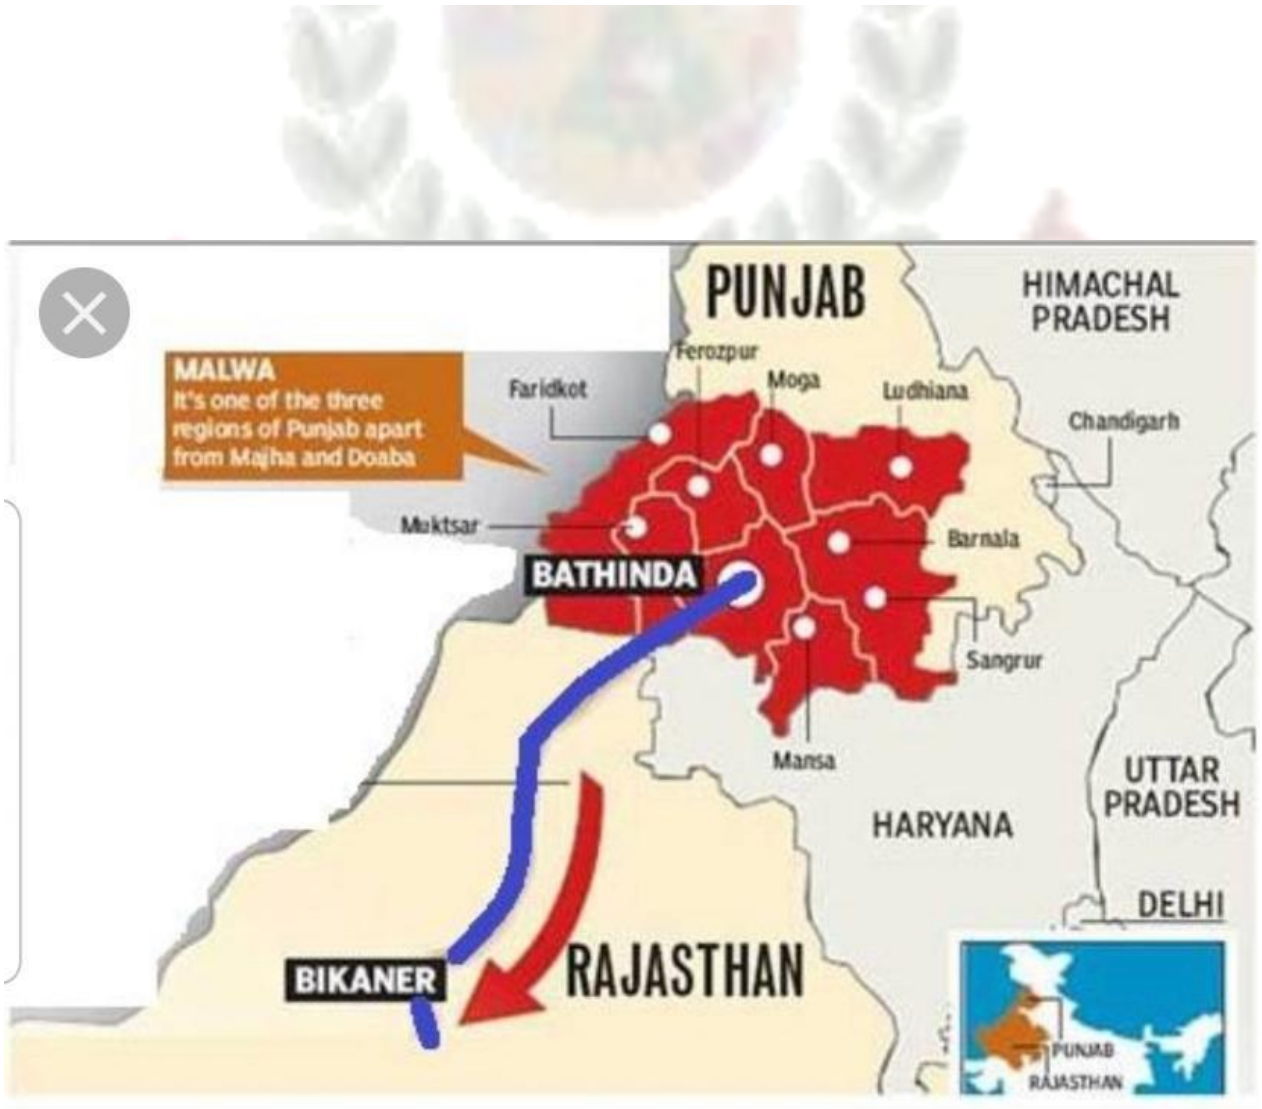 PUNJAB
HIMACHAL
PRADESH
Ferozpur
MALWA
It's one of the three
regions of Punjab apart
from Majha and Doaba
Faridkot
Moga
Ludhiana
Chandigarh
Muktsar
Barnala
BATHINDA
Sangrur
Mansa
UTTAR
PRADESH
HARYANA
DELHI
BIKANER
RAJASTHAN
PUNJAB
RAJASTHAN